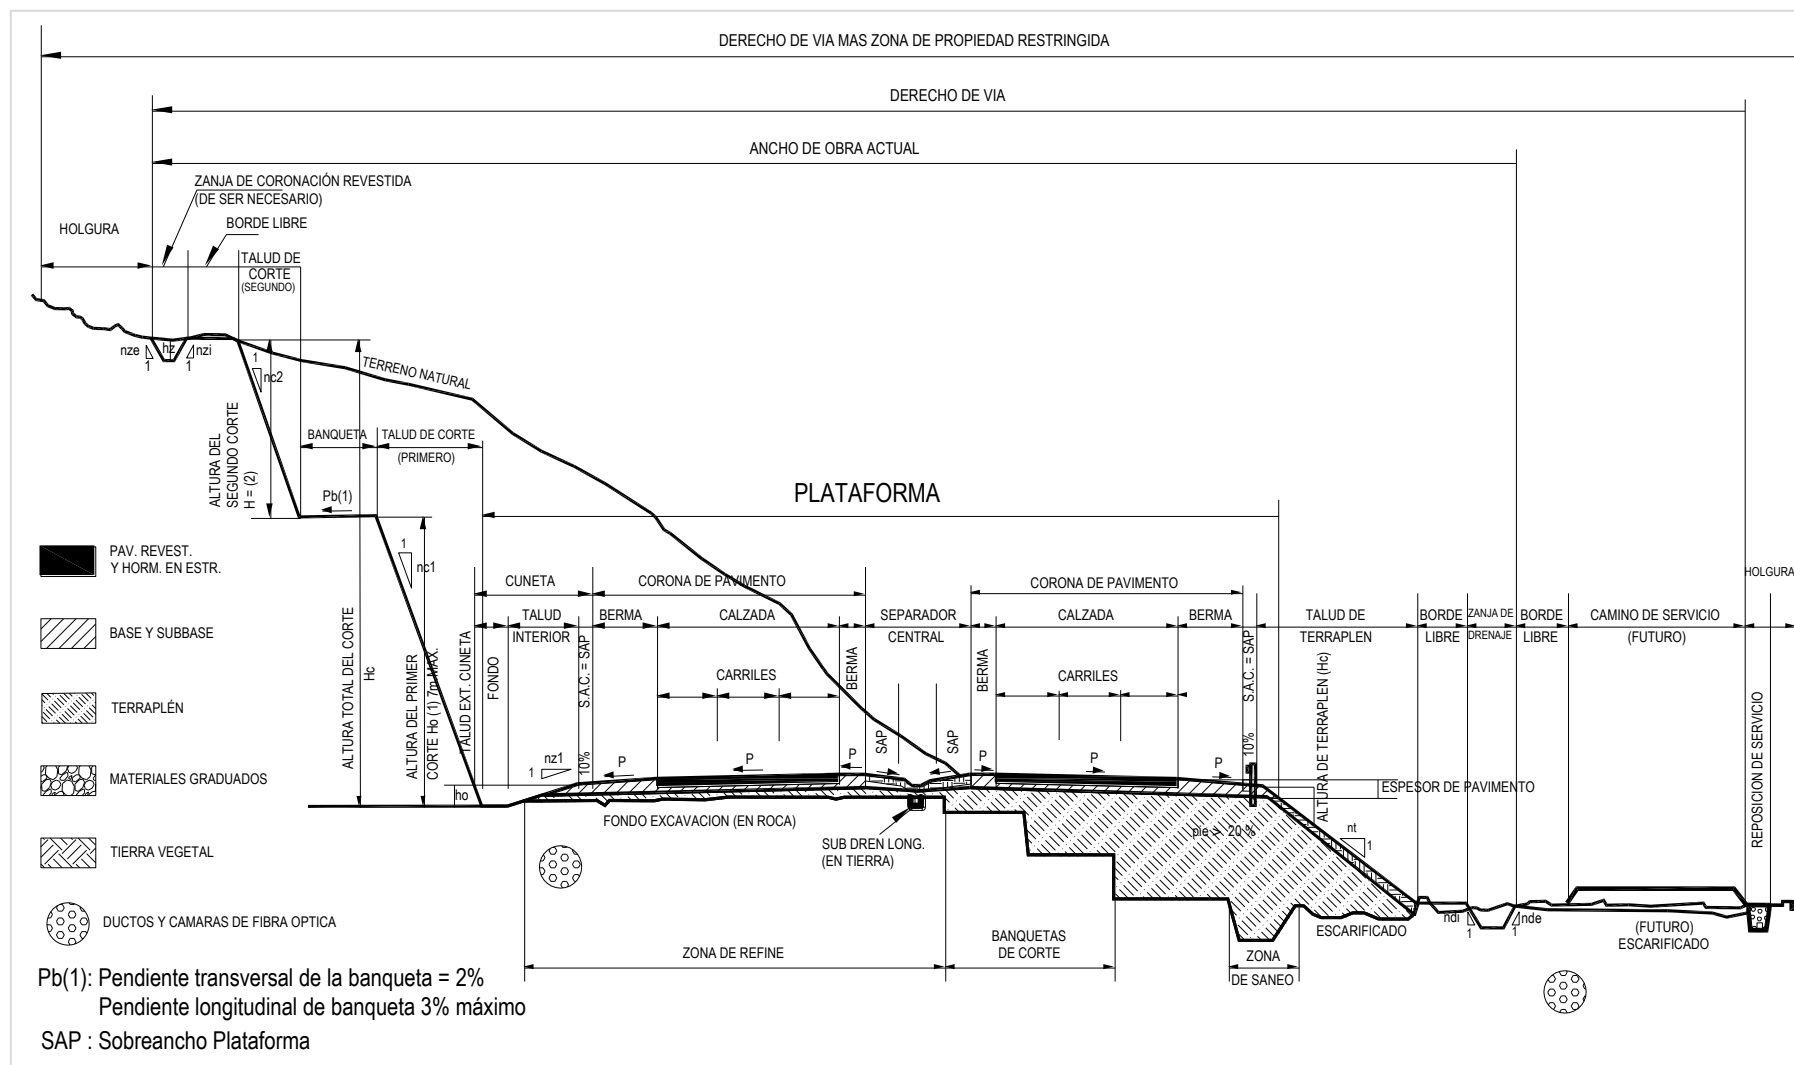 DERECHO DE VIA MAS ZONA DE PROPIEDAD RESTRINGIDA
DERECHO DE VIA
ANCHO DE OBRA ACTUAL
ZANJA DE CORONACIÓN REVESTIDA
(DE SER NECESARIO)
HOLGURA
BORDE LIBRE
TALUD DE
CORTE
(SEGUNDO)
nze
hz
nzi
1
1
1
nc2
TERRENO NATURAL
ALTURA DEL
SEGUNDO CORTE
H = (2)
BANQUETA
TALUD DE CORTE
(PRIMERO)
Pb(1)
PLATAFORMA
1
nc1
ALTURA TOTAL DEL CORTE
Hc
ALTURA DEL PRIMER
CORTE Ho (1) 7m MAX.
TALUD EXT. CUNETA
FONDO
CUNETA
TALUD
INTERIOR
S.A.C. = SAP
10%
CORONA DE PAVIMENTO
BERMA
CALZADA
CARRILES
BERMA
SEPARADOR
CENTRAL
SAP
SAP
CORONA DE PAVIMENTO
BERMA
CALZADA
BERMA
CARRILES
S.A.C. = SAP
10%
TALUD DE
TERRAPLEN
ALTURA DE TERRAPLEN (Hc)
BORDE
LIBRE
ZANJA DE
DRENAJE
BORDE
LIBRE
CAMINO DE SERVICIO
(FUTURO)
HOLGURA
REPOSICION DE SERVICIO
nz1
1
ho
P
P
P
P
P
P
ESPESOR DE PAVIMENTO
FONDO EXCAVACION (EN ROCA)
SUB DREN LONG.
(EN TIERRA)
pie > 20 %
nt
1
ndi
1
nde
1
ESCARIFICADO
(FUTURO)
ESCARIFICADO
ZONA DE REFINE
BANQUETAS
DE CORTE
ZONA
DE SANEO
PAV. REVEST.
Y HORM. EN ESTR.
BASE Y SUBBASE
TERRAPLÉN
MATERIALES GRADUADOS
TIERRA VEGETAL
DUCTOS Y CAMARAS DE FIBRA OPTICA
Pb(1): Pendiente transversal de la banqueta = 2%
Pendiente longitudinal de banqueta 3% máximo
SAP : Sobreancho Plataforma